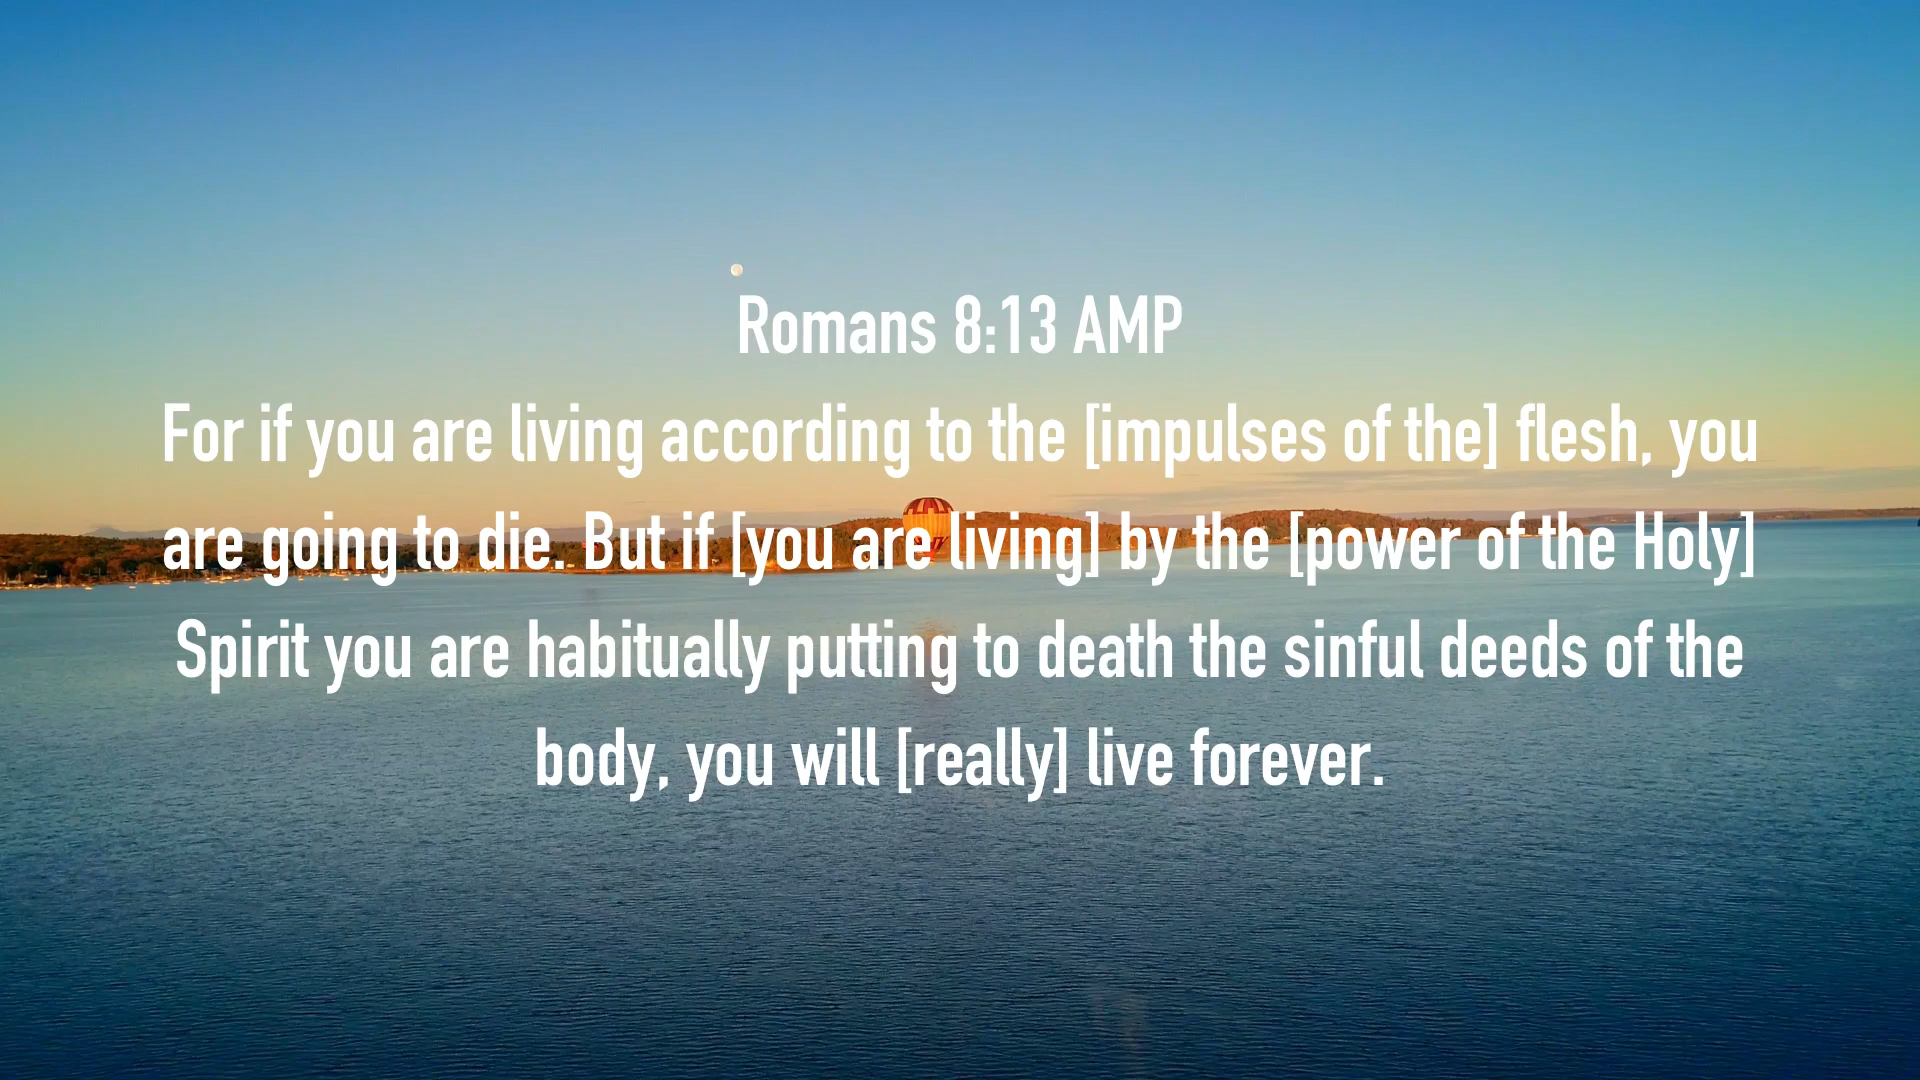 Romans 8:13 AMP
For if you are living according to the [impulses of the] flesh, you
are going to die. But if [you are living] by the [power of the Holy]
Spirit you are habitually putting to death the sinful deeds of the
body, you will [really] live forever.